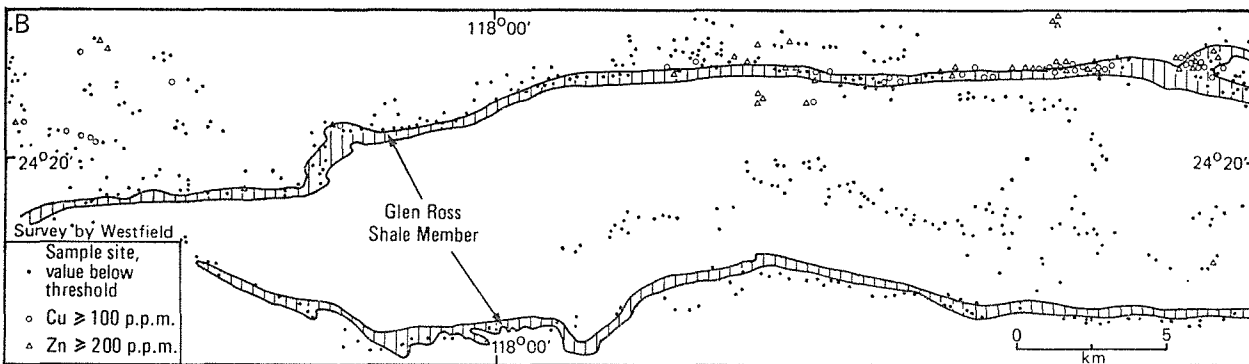 B
118°00′
24°20′
24°20′
Glen Ross
Shale Member
Survey by Westfield
Sample site,
value below
threshold
Cu ≥ 100 p.p.m.
Zn ≥ 200 p.p.m.
118°00′
0 5
km